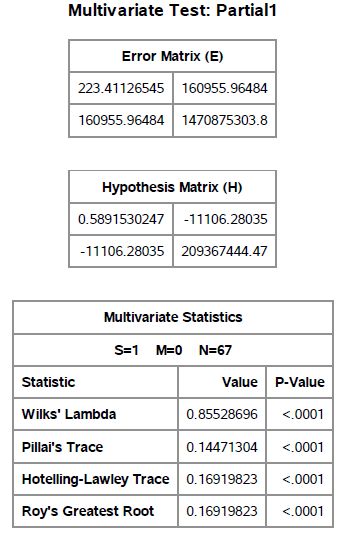 Multivariate Test: Partial1
Error Matrix (E)
223.41126545 160955.96484
160955.96484 1470875303.8
Hypothesis Matrix (H)
0.5891530247 -11106.28035
-11106.28035 209367444.47
Multivariate Statistics
S=1 M=0 N=67
Statistic Value P-Value
Wilks' Lambda 0.85528696 <.0001
Pillai's Trace 0.14471304 <.0001
Hotelling-Lawley Trace 0.16919823 <.0001
Roy's Greatest Root 0.16919823 <.0001